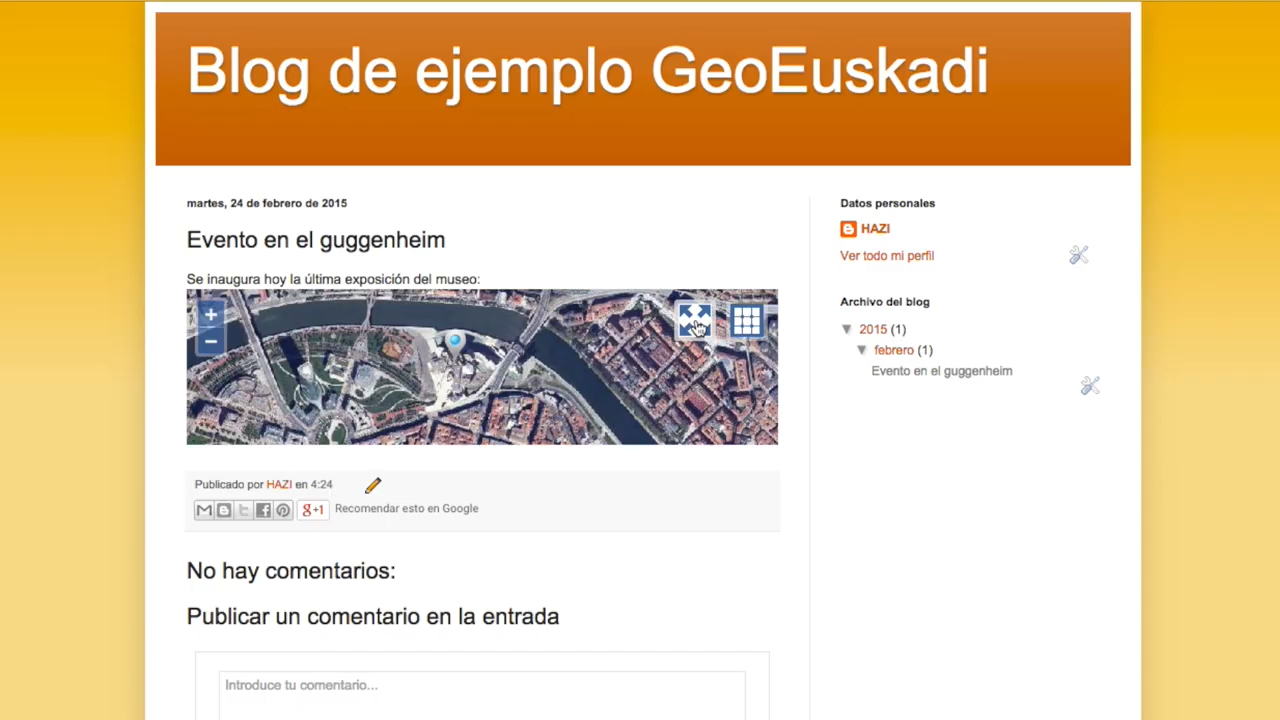 Blog de ejemplo GeoEuskadi
martes, 24 de febrero de 2015
Evento en el guggenheim
Se inaugura hoy la última exposición del museo:
+
−
Publicado por HAZI en 4:24
g+1 Recomendar esto en Google
No hay comentarios:
Publicar un comentario en la entrada
Introduce tu comentario...
Datos personales
HAZI
Ver todo mi perfil
Archivo del blog
▼ 2015 (1)
▼ febrero (1)
Evento en el guggenheim